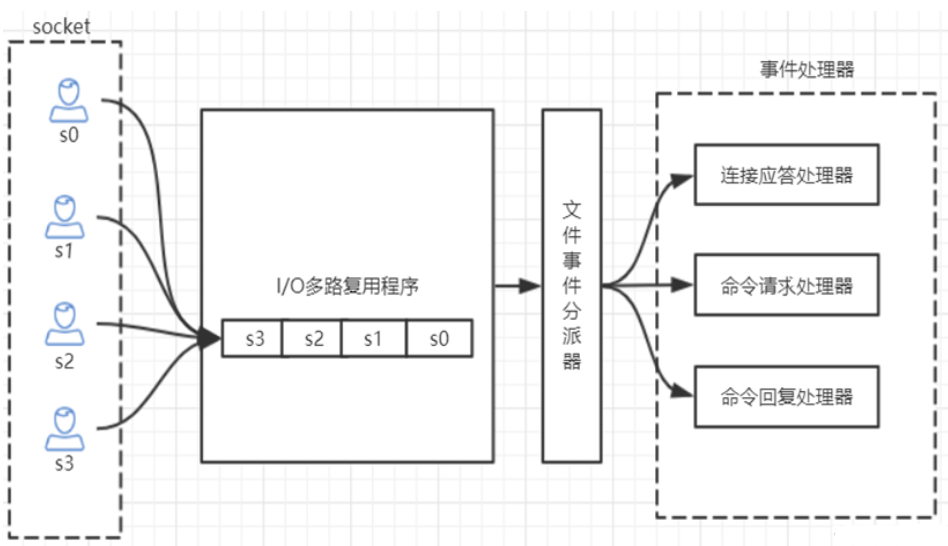 socket
s0
s1
s2
s3
I/O多路复用程序
s3 s2 s1 s0
文件事件分派器
事件处理器
连接应答处理器
命令请求处理器
命令回复处理器